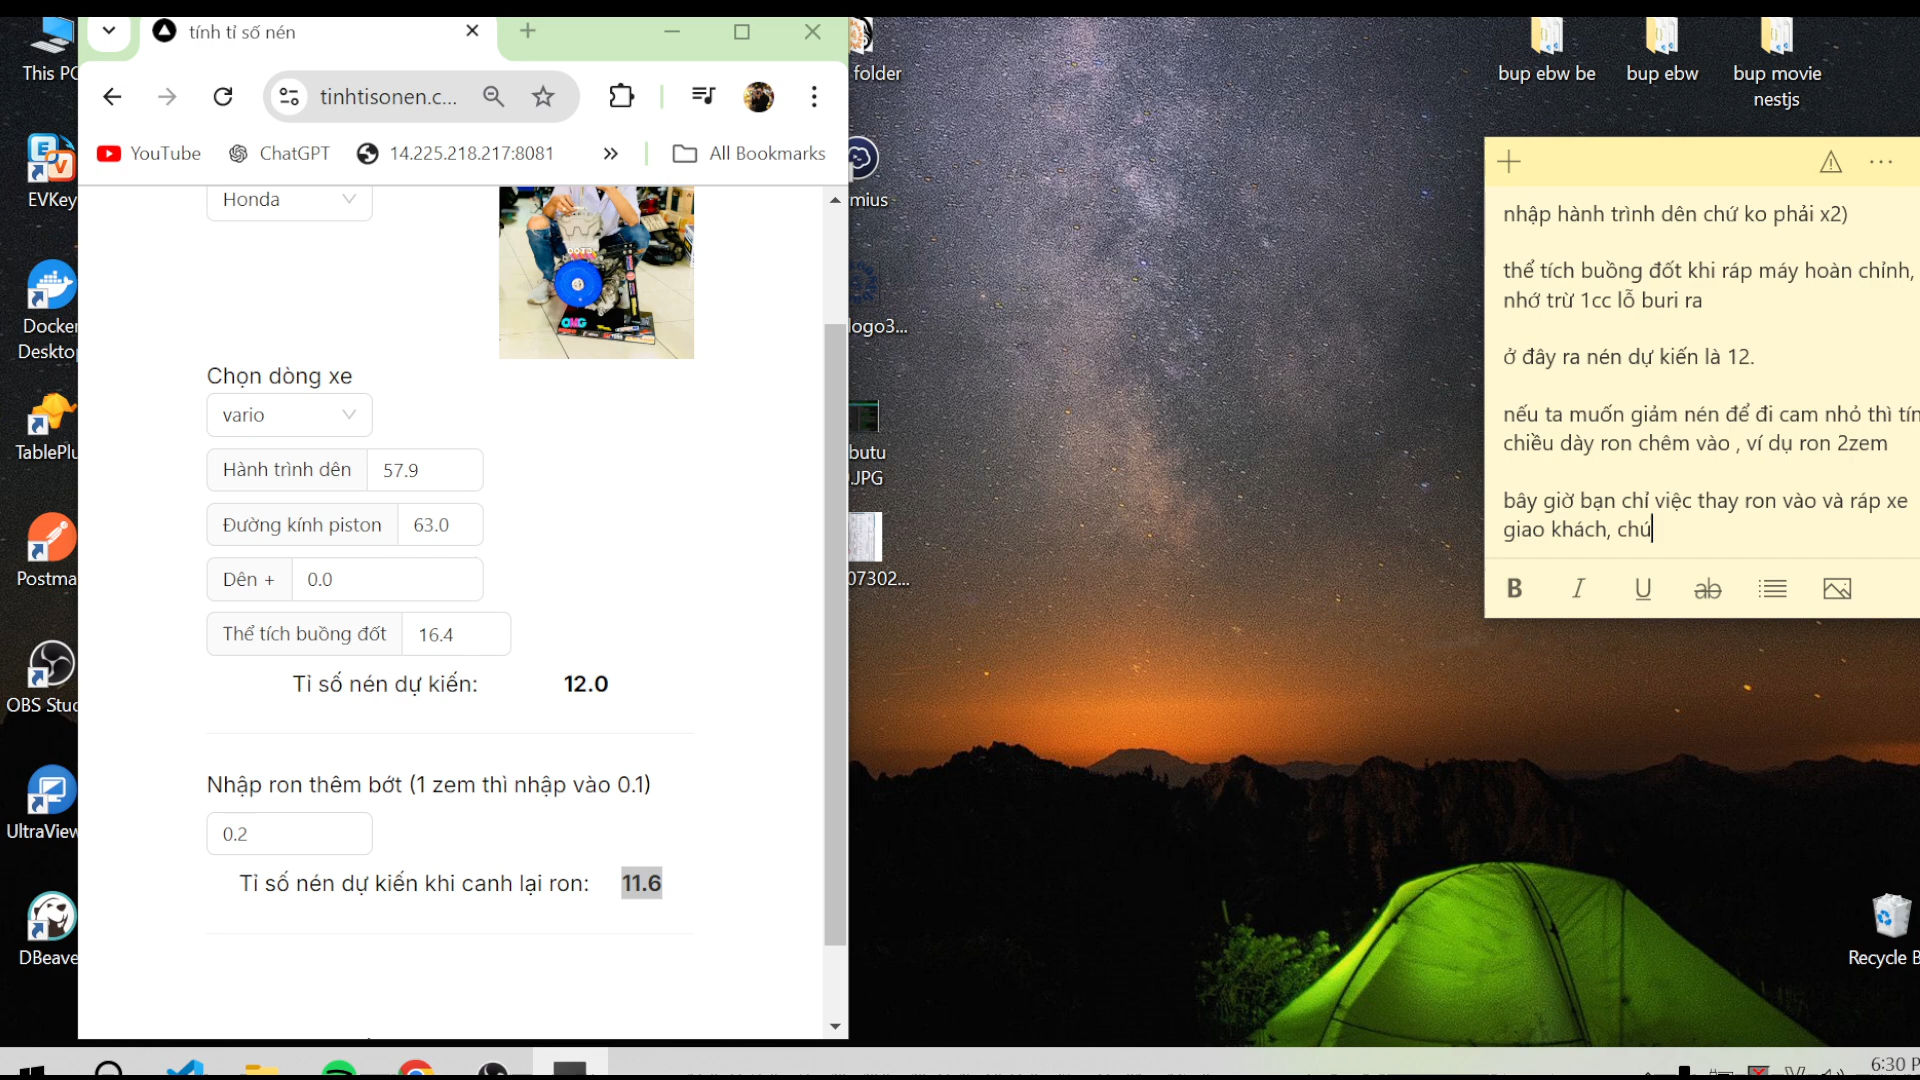 This PC
tính tỉ số nén
folder
bup ebw be
bup ebw
bup movie
nestjs
tinhtisonen.c...
YouTube
ChatGPT
14.225.218.217:8081
All Bookmarks
EVKey
mius
Honda
nhập hành trình dên chứ ko phải x2)
thể tích buồng đốt khi ráp máy hoàn chỉnh,
nhớ trừ 1cc lỗ buri ra
ở đây ra nén dự kiến là 12.
nếu ta muốn giảm nén để đi cam nhỏ thì tín
chiều dày ron chêm vào , ví dụ ron 2zem
bây giờ bạn chỉ việc thay ron vào và ráp xe
giao khách, chú
B I U ab
Docker
Desktop
logo3...
OMG
Chọn dòng xe
vario
Hành trình dên 57.9
Đường kính piston 63.0
Dên + 0.0
Thể tích buồng đốt 16.4
Tỉ số nén dự kiến: 12.0
Nhập ron thêm bớt (1 zem thì nhập vào 0.1)
0.2
Tỉ số nén dự kiến khi canh lại ron: 11.6
TablePlu
butu
.JPG
Postma
07302...
OBS Stud
UltraView
DBeave
Recycle B
6:30 P